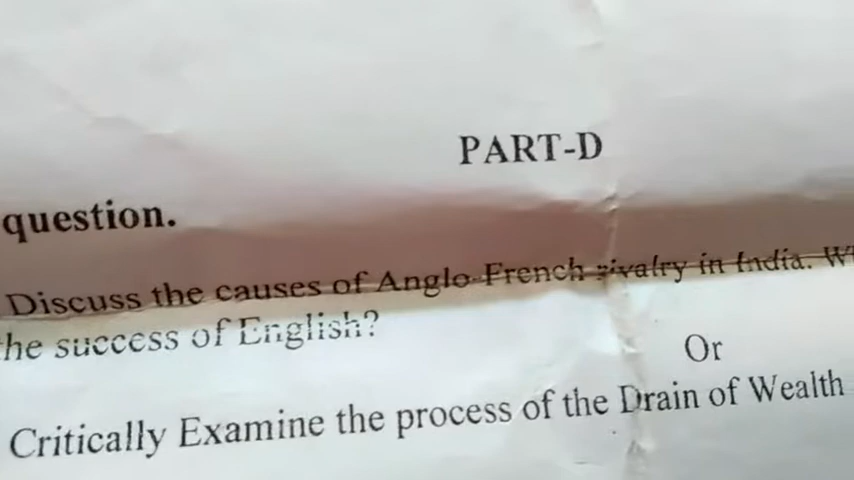 PART-D
question.
Discuss the causes of Anglo-French rivalry in India.
the success of English?
Or
Critically Examine the process of the Drain of Wealth